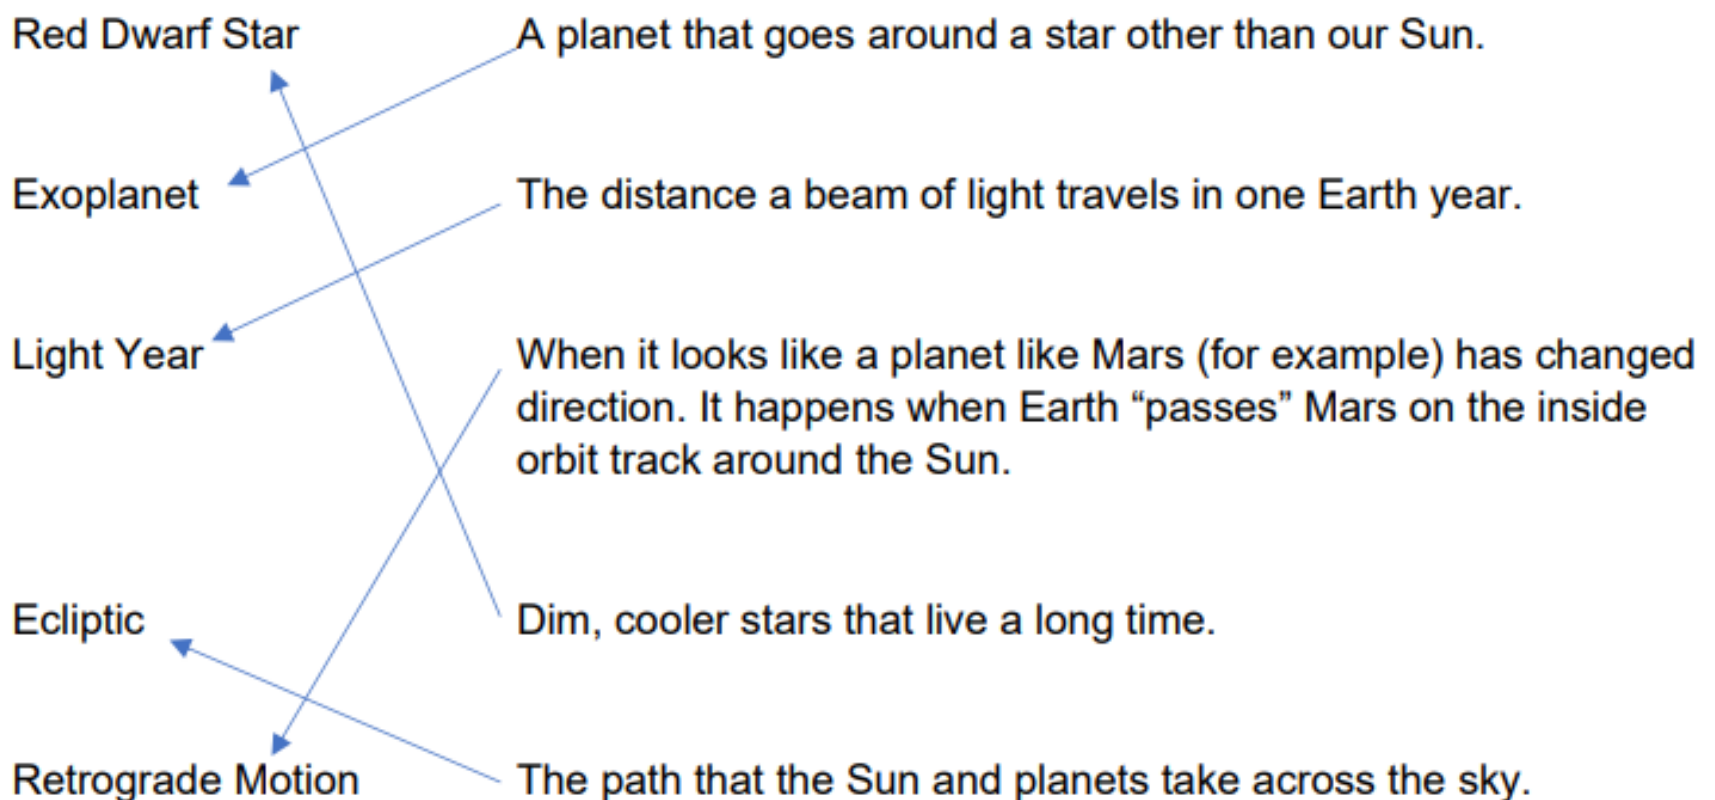 Red Dwarf Star A planet that goes around a star other than our Sun.
Exoplanet The distance a beam of light travels in one Earth year.
Light Year When it looks like a planet like Mars (for example) has changed
direction. It happens when Earth “passes” Mars on the inside
orbit track around the Sun.
Ecliptic Dim, cooler stars that live a long time.
Retrograde Motion The path that the Sun and planets take across the sky.